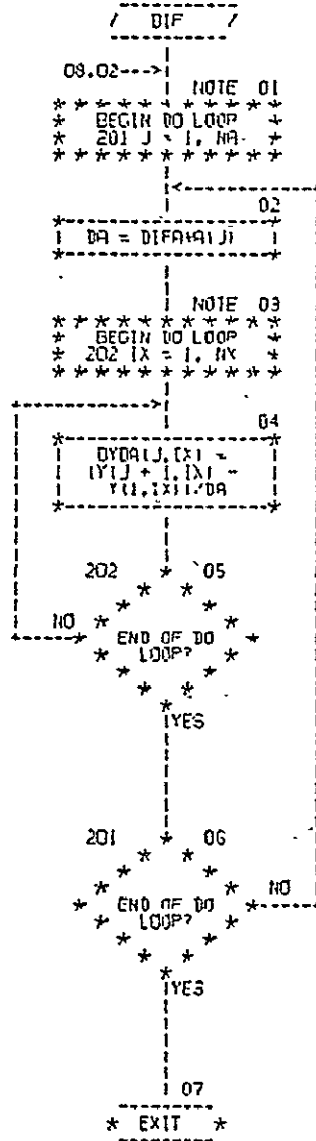 / DIF /
08.02--->
NOTE 01
BEGIN DO LOOP
201 J = 1, NA
02
DA = DIFA*A(J)
NOTE 03
BEGIN DO LOOP
202 IX = 1, NX
04
DYDA(J,IX) =
(Y(J + 1,IX) -
Y(1,IX))/DA
202 05
NO
END OF DO
LOOP?
YES
201 06
END OF DO NO
LOOP?
YES
07
* EXIT *